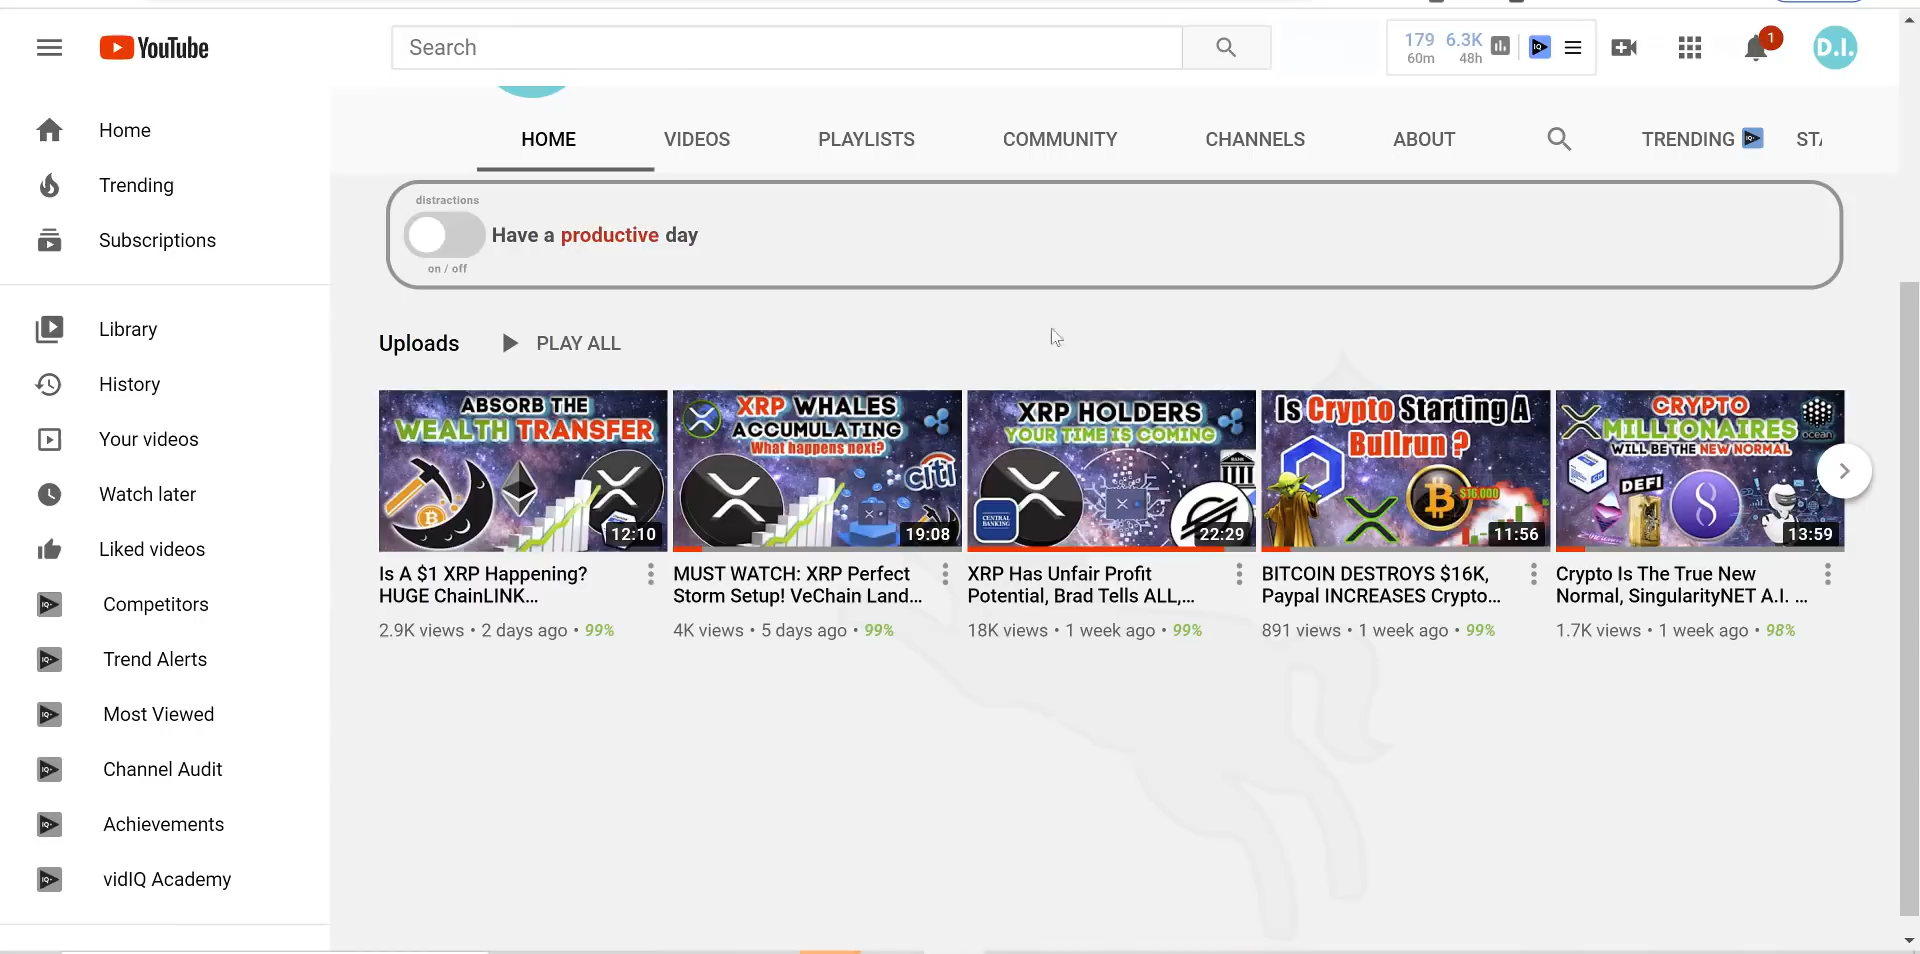 YouTube
Search
179 6.3K
60m 48h
1
D.I.
Home
Trending
Subscriptions
Library
History
Your videos
Watch later
Liked videos
Competitors
Trend Alerts
Most Viewed
Channel Audit
Achievements
vidIQ Academy
HOME VIDEOS PLAYLISTS COMMUNITY CHANNELS ABOUT TRENDING
distractions
Have a productive day
on / off
Uploads PLAY ALL
ABSORB THE
WEALTH TRANSFER
12:10
Is A $1 XRP Happening?
HUGE ChainLINK...
2.9K views • 2 days ago • 99%
XRP WHALES
ACCUMULATING
What happens next?
citi
19:08
MUST WATCH: XRP Perfect
Storm Setup! VeChain Land...
4K views • 5 days ago • 99%
XRP HOLDERS
YOUR TIME IS COMING
BANK
CENTRAL
BANKING
22:29
XRP Has Unfair Profit
Potential, Brad Tells ALL,...
18K views • 1 week ago • 99%
Is Crypto Starting A
Bullrun ?
$16,000
11:56
BITCOIN DESTROYS $16K,
Paypal INCREASES Crypto...
891 views • 1 week ago • 99%
CRYPTO
MILLIONAIRES
WILL BE THE NEW NORMAL
ocean
DEFI
13:59
Crypto Is The True New
Normal, SingularityNET A.I. ...
1.7K views • 1 week ago • 98%